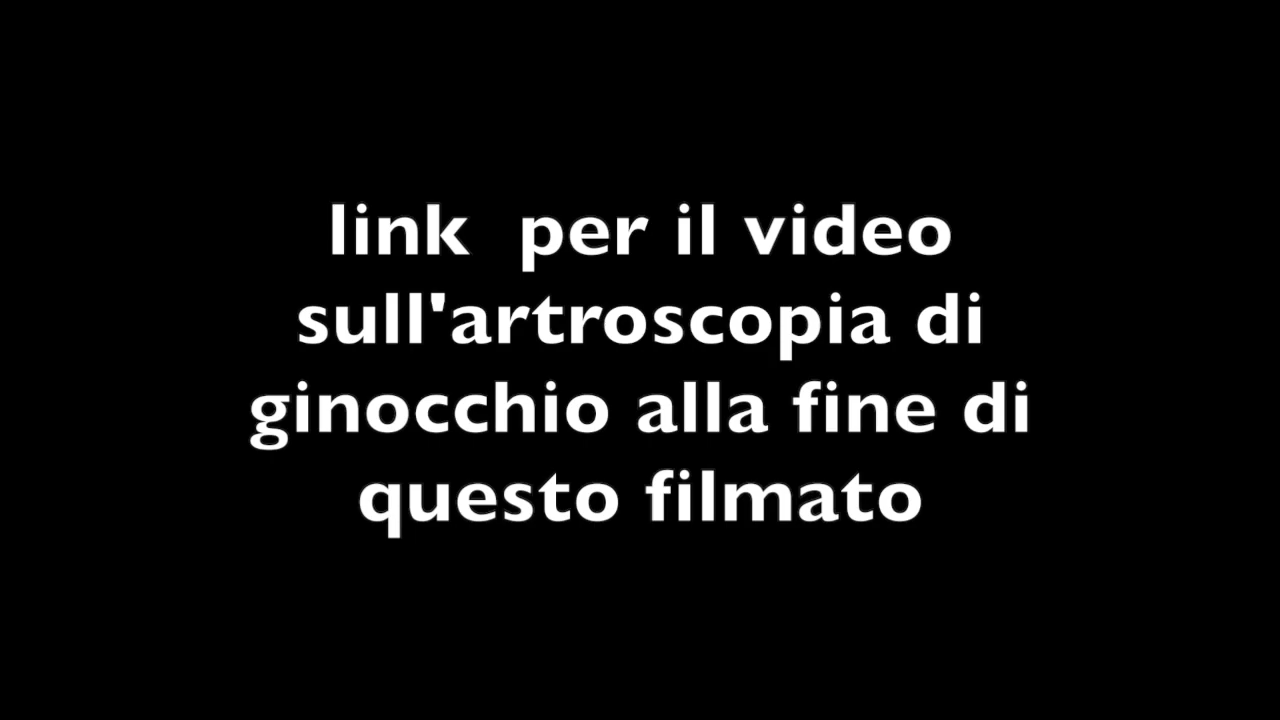 link  per il video
sull'artroscopia di
ginocchio alla fine di
questo filmato